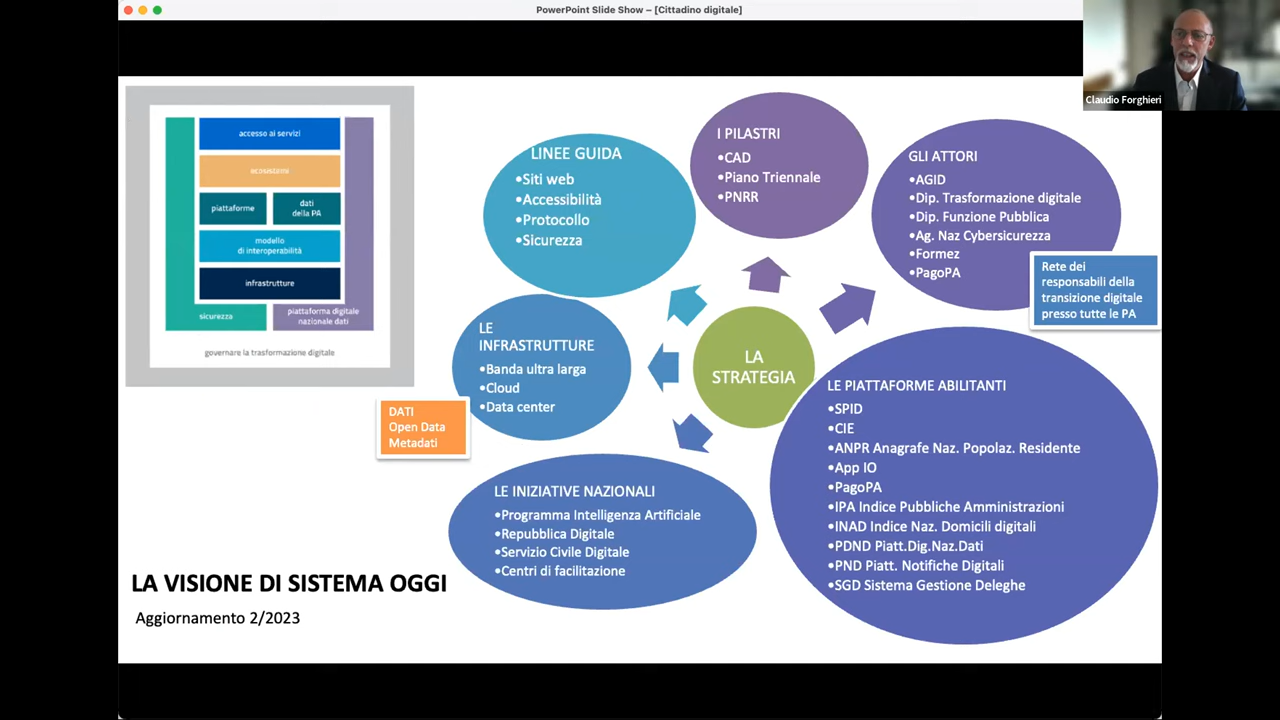 PowerPoint Slide Show – [Cittadino digitale]
Claudio Forghieri
accesso ai servizi
ecosistemi
piattaforme
dati
della PA
modello
di interoperabilità
infrastrutture
sicurezza
piattaforma digitale
nazionale dati
governare la trasformazione digitale
LINEE GUIDA
•Siti web
•Accessibilità
•Protocollo
•Sicurezza
I PILASTRI
•CAD
•Piano Triennale
•PNRR
GLI ATTORI
•AGID
•Dip. Trasformazione digitale
•Dip. Funzione Pubblica
•Ag. Naz Cybersicurezza
•Formez
•PagoPA
Rete dei
responsabili della
transizione digitale
presso tutte le PA
LE
INFRASTRUTTURE
•Banda ultra larga
•Cloud
•Data center
LA
STRATEGIA
DATI
Open Data
Metadati
LE PIATTAFORME ABILITANTI
•SPID
•CIE
•ANPR Anagrafe Naz. Popolaz. Residente
•App IO
•PagoPA
•IPA Indice Pubbliche Amministrazioni
•INAD Indice Naz. Domicili digitali
•PDND Piatt.Dig.Naz.Dati
•PND Piatt. Notifiche Digitali
•SGD Sistema Gestione Deleghe
LE INIZIATIVE NAZIONALI
•Programma Intelligenza Artificiale
•Repubblica Digitale
•Servizio Civile Digitale
•Centri di facilitazione
LA VISIONE DI SISTEMA OGGI
Aggiornamento 2/2023